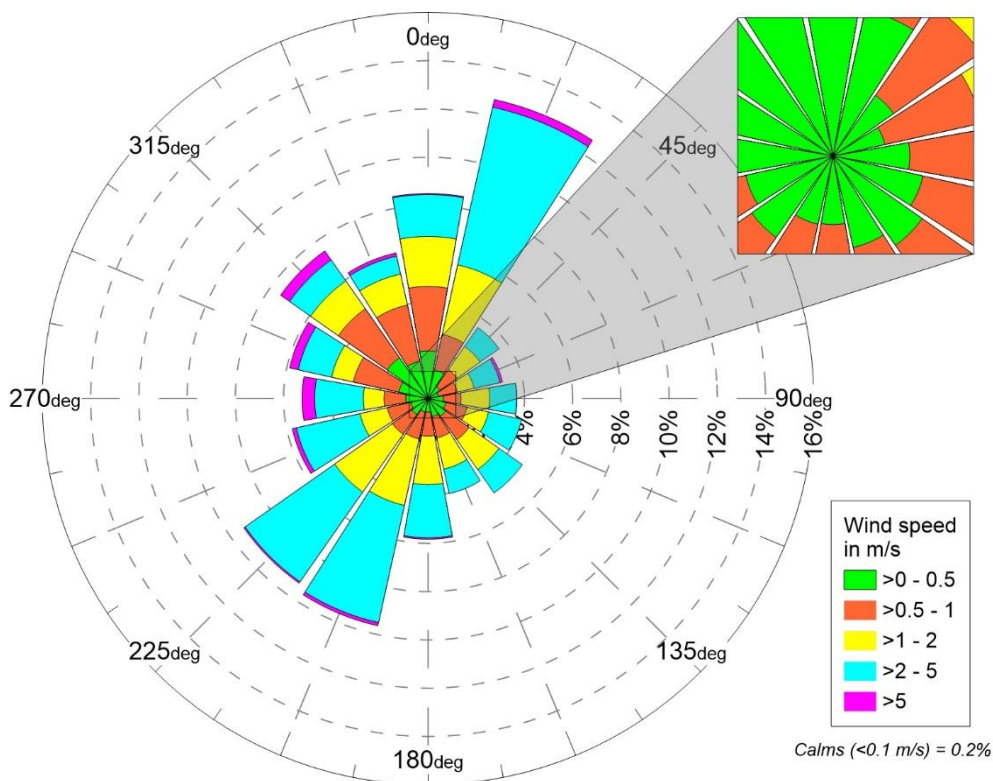 0deg
45deg
90deg
135deg
180deg
225deg
270deg
315deg
4%
6%
8%
10%
12%
14%
16%
Wind speed
in m/s
>0 - 0.5
>0.5 - 1
>1 - 2
>2 - 5
>5
Calms (<0.1 m/s) = 0.2%